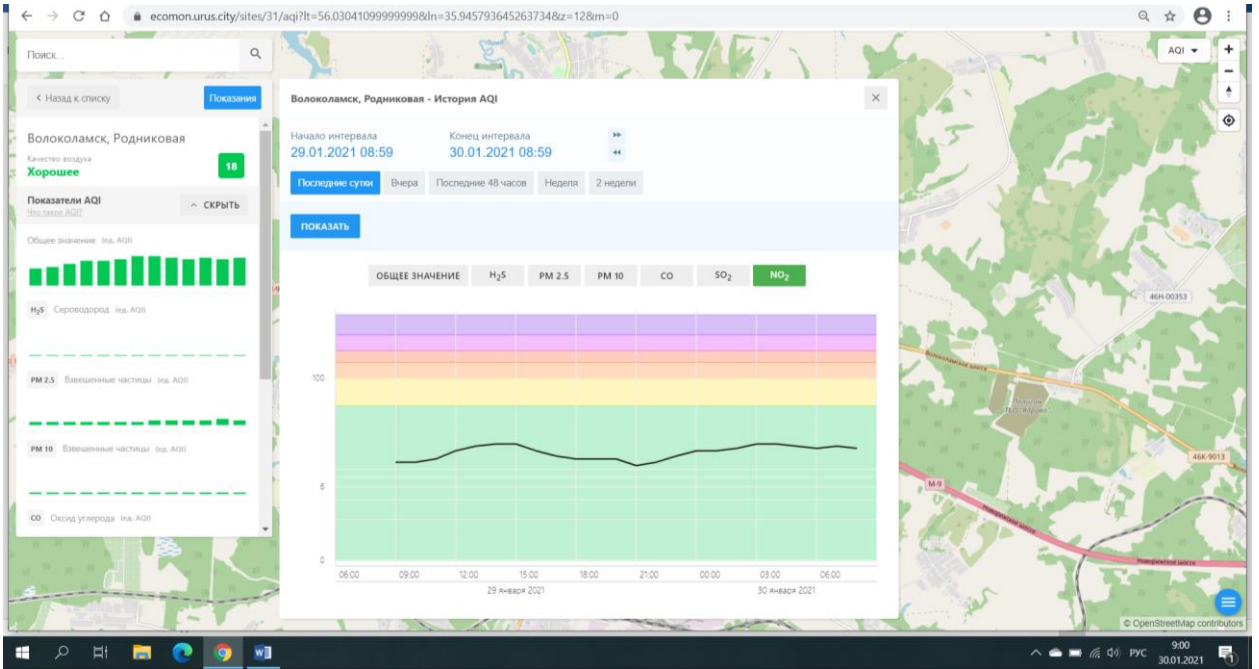 ecomon.urus.city/sites/31/aqi?lt=56.03041099999999&ln=35.945793645263734&z=12&m=0
Поиск...
AQI
Назад к списку
Показания
Волоколамск, Родниковая
Качество воздуха
Хорошее
18
Показатели AQI
Что такое AQI?
СКРЫТЬ
Общее значение (ед. AQI)
H2S Сероводород (ед. AQI)
PM 2.5 Взвешенные частицы (ед. AQI)
PM 10 Взвешенные частицы (ед. AQI)
CO Оксид углерода (ед. AQI)
Волоколамск, Родниковая - История AQI
Начало интервала
29.01.2021 08:59
Конец интервала
30.01.2021 08:59
Последние сутки Вчера Последние 48 часов Неделя 2 недели
ПОКАЗАТЬ
ОБЩЕЕ ЗНАЧЕНИЕ H2S PM 2.5 PM 10 CO SO2 NO2
100
6
0
06:00 09:00 12:00 15:00 18:00 21:00 00:00 03:00 06:00
29 января 2021 30 января 2021
46Н-00353
Волоколамское шоссе
46К-9013
М-9
Новорижское шоссе
Новорижское шоссе
© OpenStreetMap contributors
РУС
9:00
30.01.2021